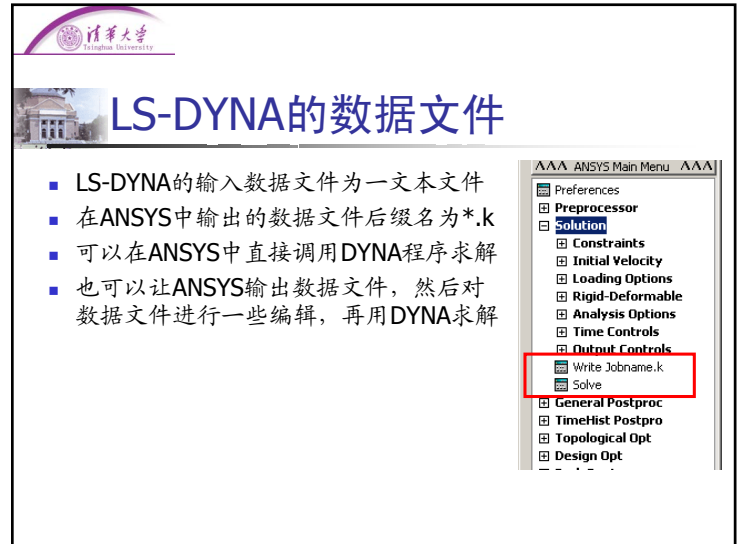 清华大学
Tsinghua University
LS-DYNA的数据文件
LS-DYNA的输入数据文件为一文本文件
在ANSYS中输出的数据文件后缀名为*.k
可以在ANSYS中直接调用DYNA程序求解
也可以让ANSYS输出数据文件，然后对
数据文件进行一些编辑，再用DYNA求解
ANSYS Main Menu
Preferences
Preprocessor
Solution
Constraints
Initial Velocity
Loading Options
Rigid-Deformable
Analysis Options
Time Controls
Output Controls
Write Jobname.k
Solve
General Postproc
TimeHist Postpro
Topological Opt
Design Opt